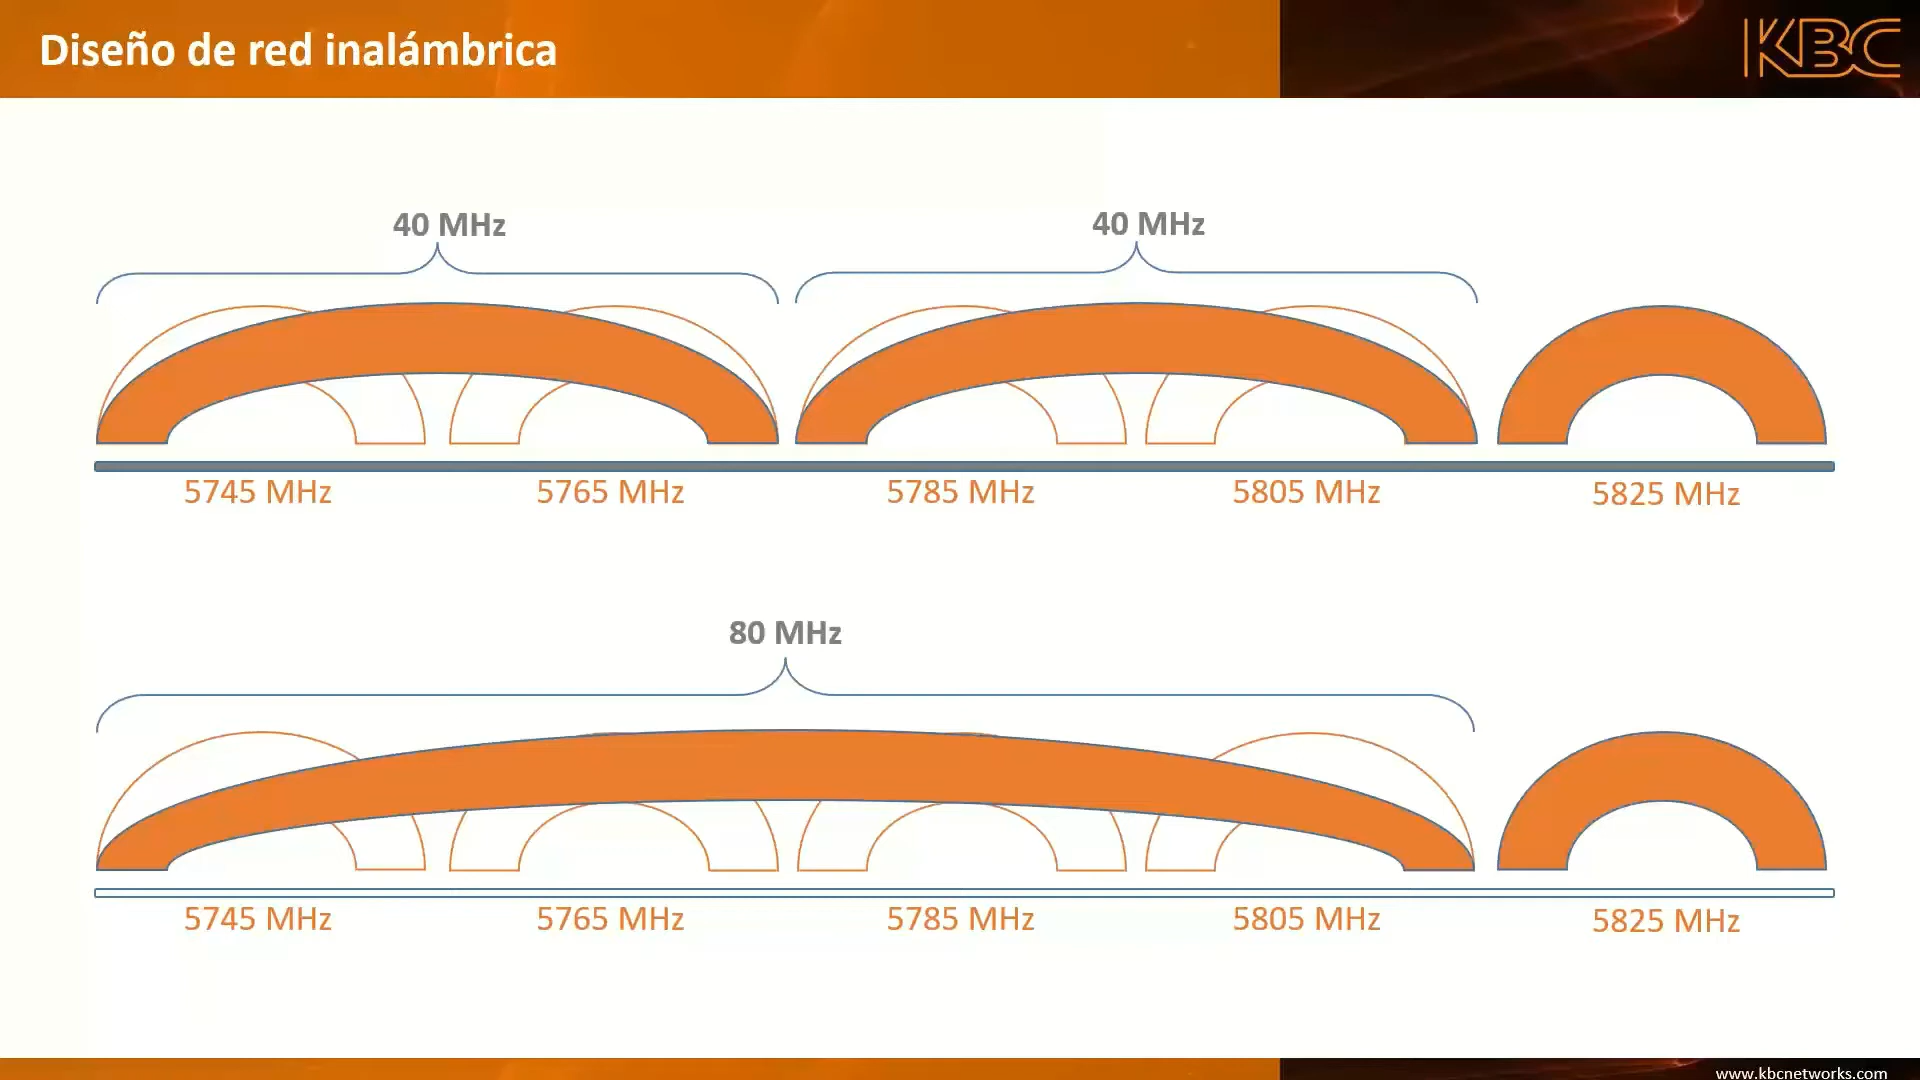 Diseño de red inalámbrica
KBC
40 MHz
40 MHz
5745 MHz
5765 MHz
5785 MHz
5805 MHz
5825 MHz
80 MHz
5745 MHz
5765 MHz
5785 MHz
5805 MHz
5825 MHz
www.kbcnetworks.com